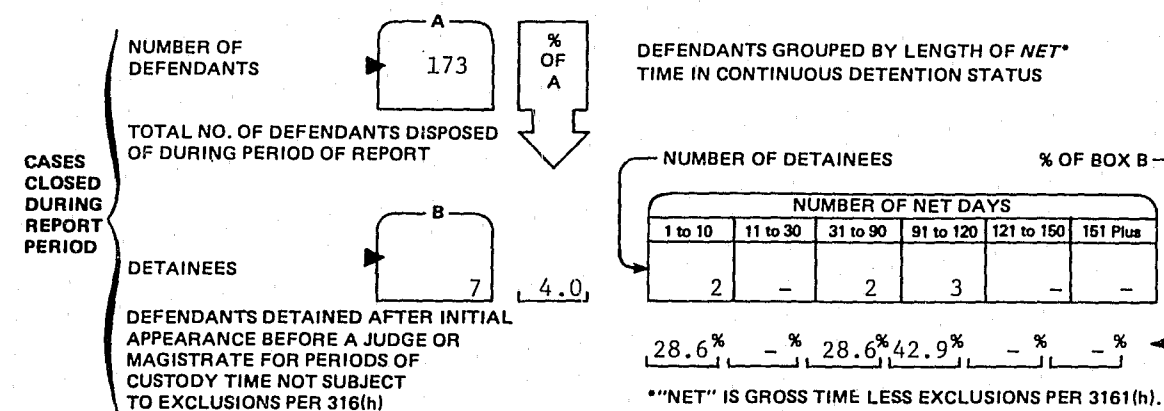 A
NUMBER OF
DEFENDANTS
173
%
OF
A
TOTAL NO. OF DEFENDANTS DISPOSED
OF DURING PERIOD OF REPORT
CASES
CLOSED
DURING
REPORT
PERIOD
B
DETAINEES
7
4.0
DEFENDANTS DETAINED AFTER INITIAL
APPEARANCE BEFORE A JUDGE OR
MAGISTRATE FOR PERIODS OF
CUSTODY TIME NOT SUBJECT
TO EXCLUSIONS PER 316(h)
DEFENDANTS GROUPED BY LENGTH OF NET*
TIME IN CONTINUOUS DETENTION STATUS
NUMBER OF DETAINEES % OF BOX B
NUMBER OF NET DAYS
1 to 10 11 to 30 31 to 90 91 to 120 121 to 150 151 Plus
2 – 2 3 – –
28.6% – % 28.6% 42.9% – % – %
*"NET" IS GROSS TIME LESS EXCLUSIONS PER 3161(h).